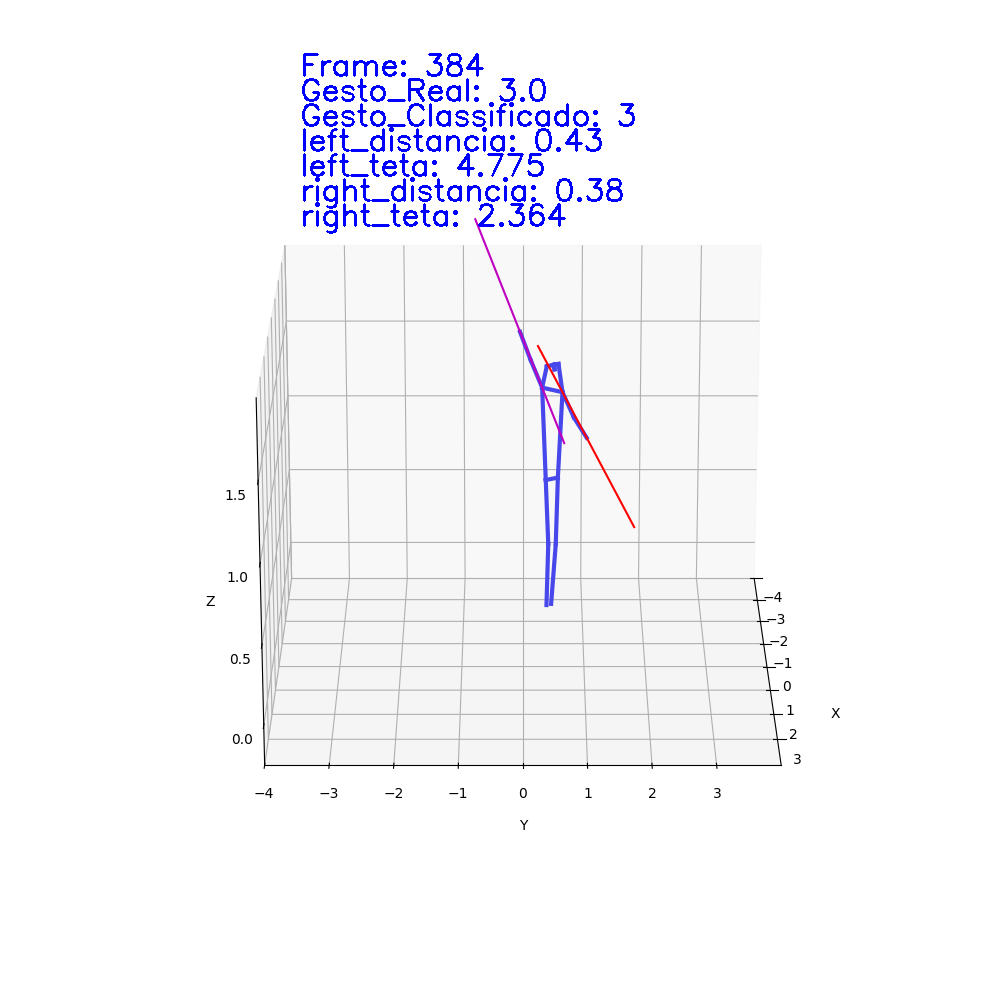 Frame: 384
Gesto_Real: 3.0
Gesto_Classificado: 3
left_distancia: 0.43
left_teta: 4.775
right_distancia: 0.38
right_teta: 2.364
1.5
1.0
0.5
0.0
Z
−4
−3
−2
−1
0
1
2
3
X
−4
−3
−2
−1
0
1
2
3
Y